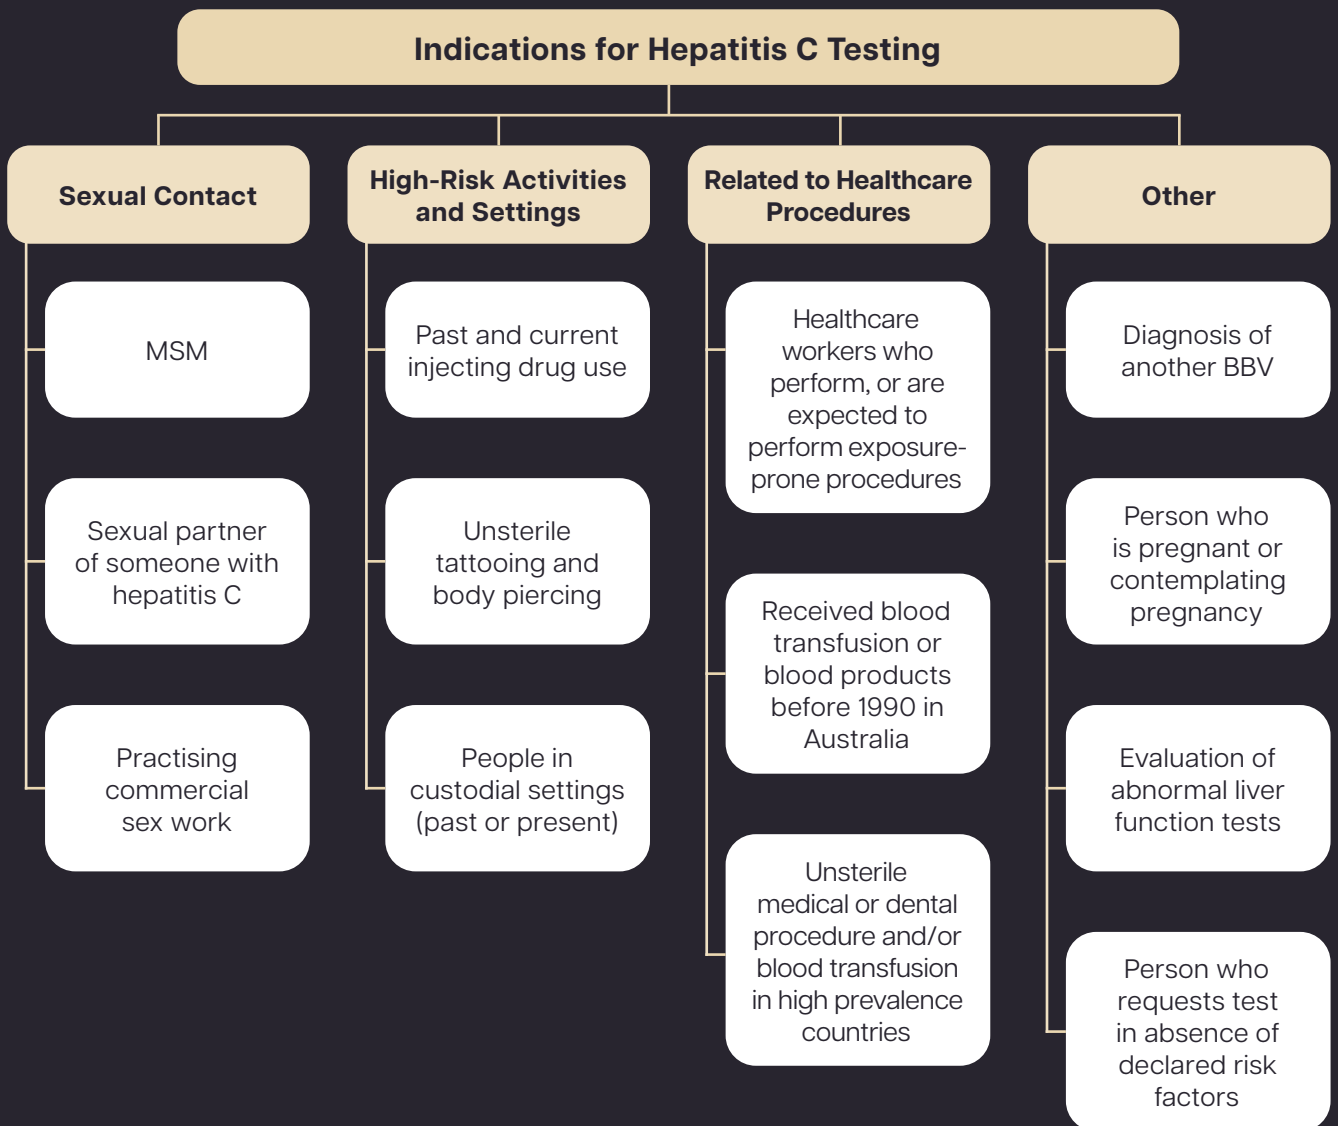 Indications for Hepatitis C Testing
Sexual Contact
MSM
Sexual partner
of someone with
hepatitis C
Practising
commercial
sex work
High-Risk Activities
and Settings
Past and current
injecting drug use
Unsterile
tattooing and
body piercing
People in
custodial settings
(past or present)
Related to Healthcare
Procedures
Healthcare
workers who
perform, or are
expected to
perform exposure-
prone procedures
Received blood
transfusion or
blood products
before 1990 in
Australia
Unsterile
medical or dental
procedure and/or
blood transfusion
in high prevalence
countries
Other
Diagnosis of
another BBV
Person who
is pregnant or
contemplating
pregnancy
Evaluation of
abnormal liver
function tests
Person who
requests test
in absence of
declared risk
factors